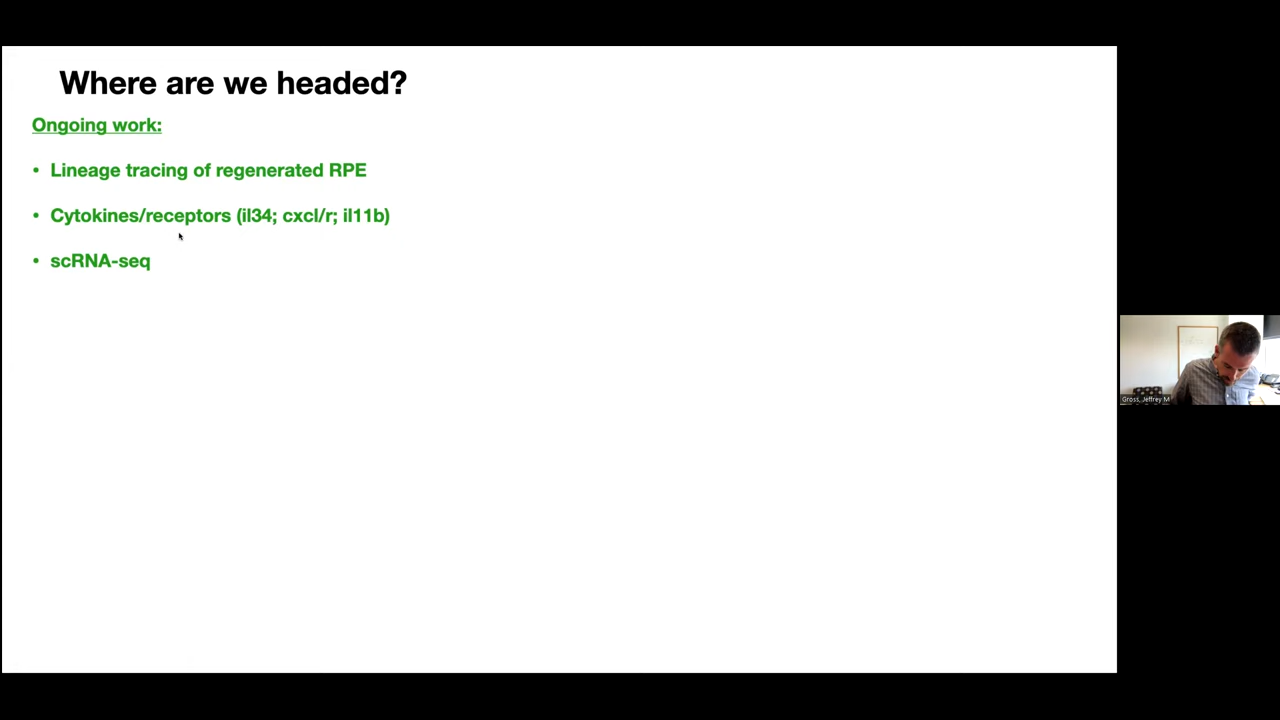 Where are we headed?
Ongoing work:
• Lineage tracing of regenerated RPE
• Cytokines/receptors (il34; cxcl/r; il11b)
• scRNA-seq
Gross, Jeffrey M